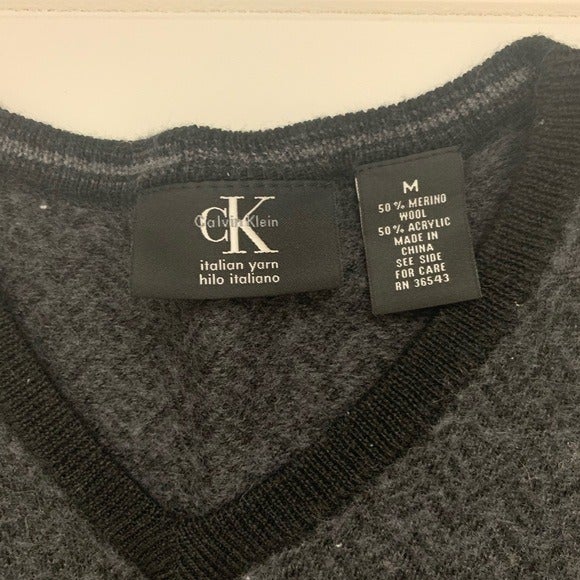 CK
Calvin Klein
italian yarn
hilo italiano
M
50 % MERINO
WOOL
50 % ACRYLIC
MADE IN
CHINA
SEE SIDE
FOR CARE
RN 36543